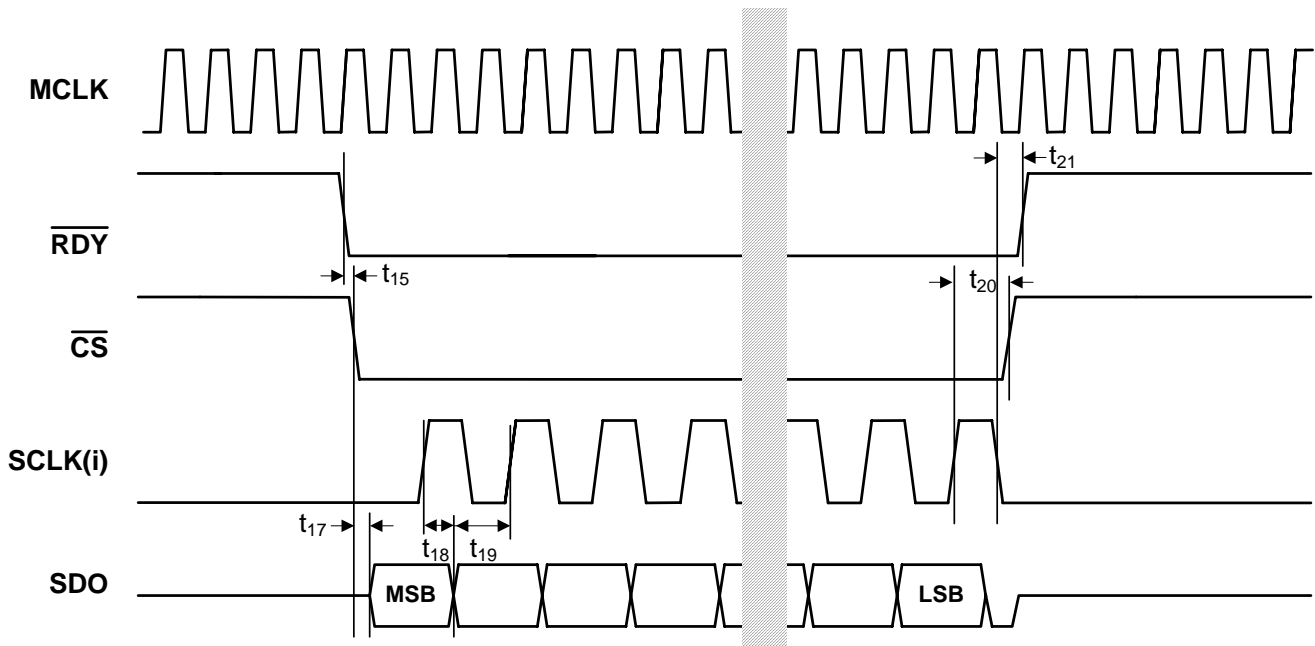 MCLK
t21
RDY
t15
t20
CS
SCLK(i)
t17
t18
t19
SDO
MSB
LSB